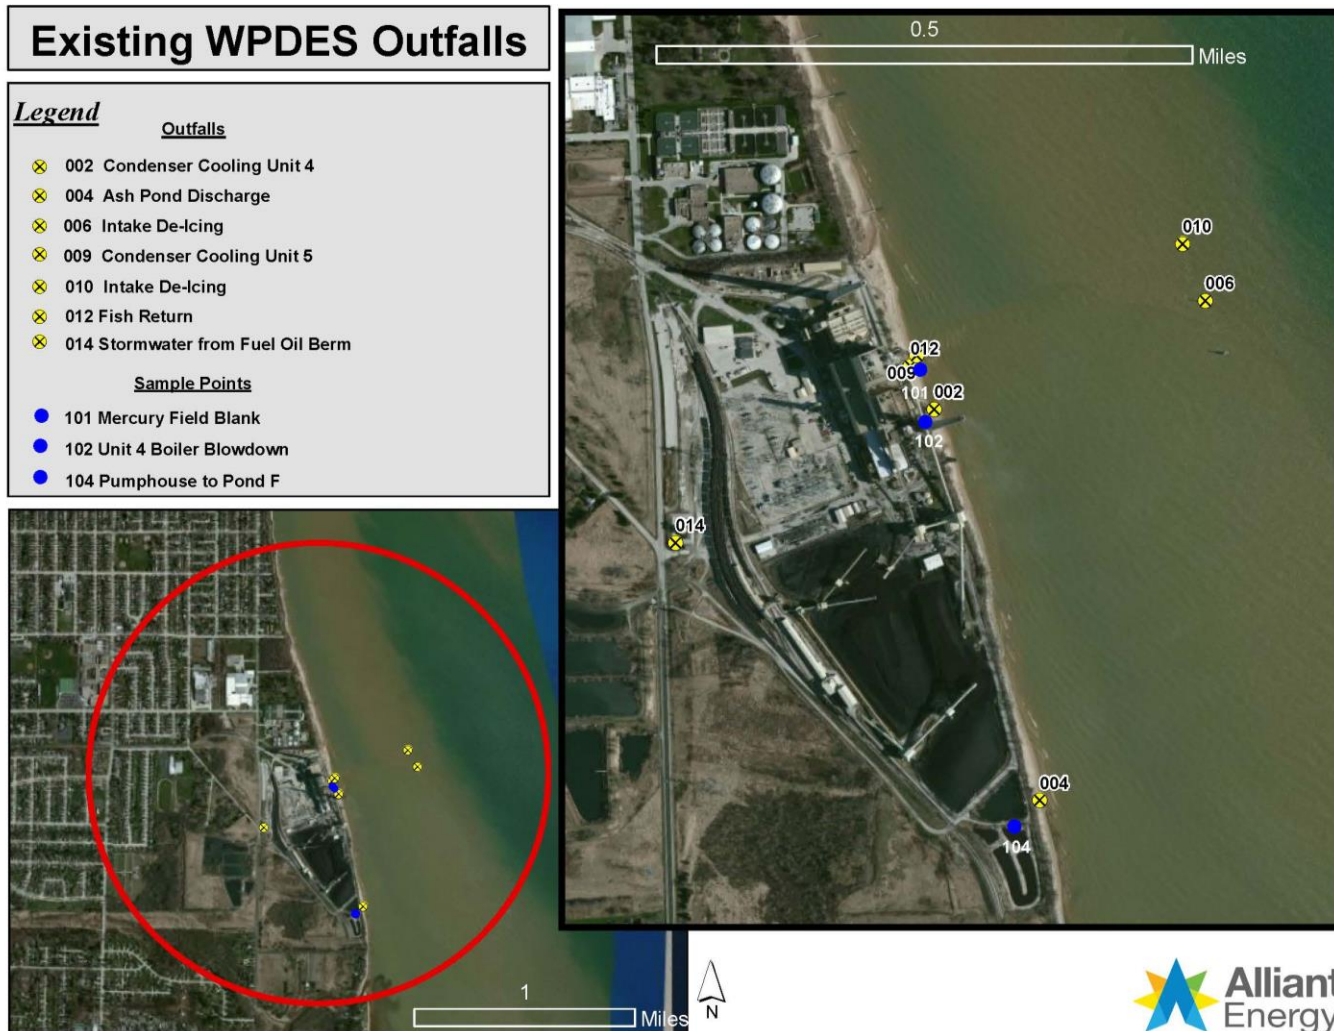 Existing WPDES Outfalls
Legend
Outfalls
002 Condenser Cooling Unit 4
004 Ash Pond Discharge
006 Intake De-Icing
009 Condenser Cooling Unit 5
010 Intake De-Icing
012 Fish Return
014 Stormwater from Fuel Oil Berm
Sample Points
101 Mercury Field Blank
102 Unit 4 Boiler Blowdown
104 Pumphouse to Pond F
0.5
Miles
010
006
012
009
101
002
102
014
004
104
1
Miles
N
Alliant
Energy